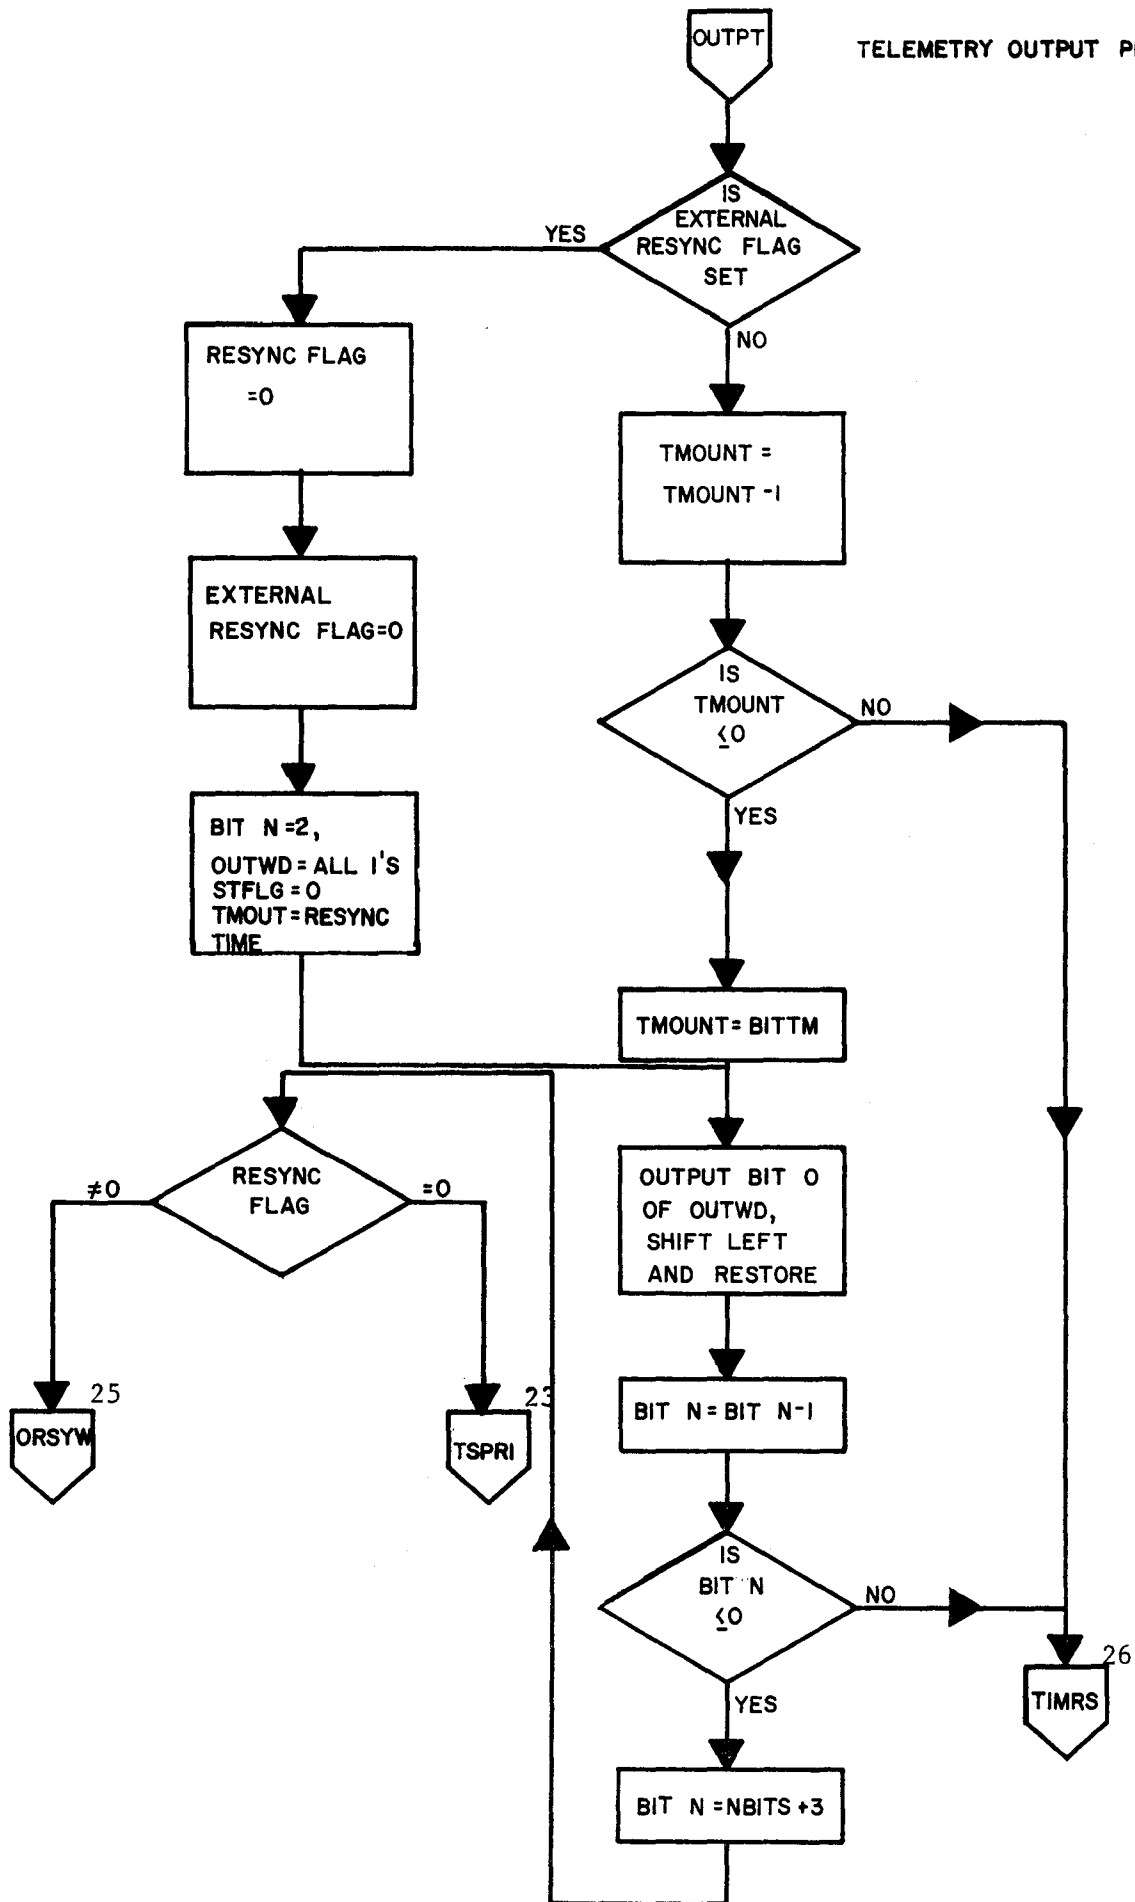 OUTPT
TELEMETRY OUTPUT
IS
EXTERNAL
RESYNC FLAG
SET
YES
NO
RESYNC FLAG
=0
TMOUNT =
TMOUNT -1
EXTERNAL
RESYNC FLAG=0
IS
TMOUNT
≤0
NO
YES
BIT N=2,
OUTWD=ALL 1'S
STFLG=0
TMOUT=RESYNC
TIME
TMOUNT=BITTM
RESYNC
FLAG
≠0
=0
OUTPUT BIT 0
OF OUTWD,
SHIFT LEFT
AND RESTORE
25
ORSYW
23
TSPRI
BIT N=BIT N-1
IS
BIT N
≤0
NO
YES
26
TIMRS
BIT N=NBITS+3